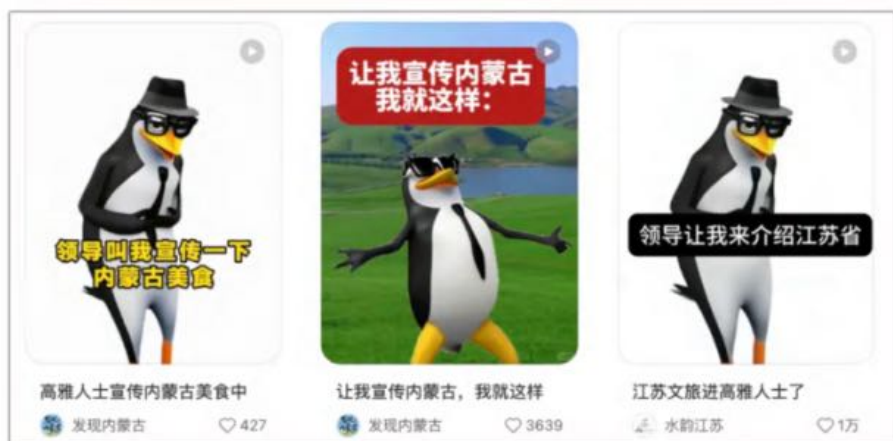 领导叫我宣传一下
内蒙古美食
高雅人士宣传内蒙古美食中
发现内蒙古
427
让我宣传内蒙古
我就这样：
让我宣传内蒙古，我就这样
发现内蒙古
3639
领导让我来介绍江苏省
江苏文旅进高雅人士了
水韵江苏
1万